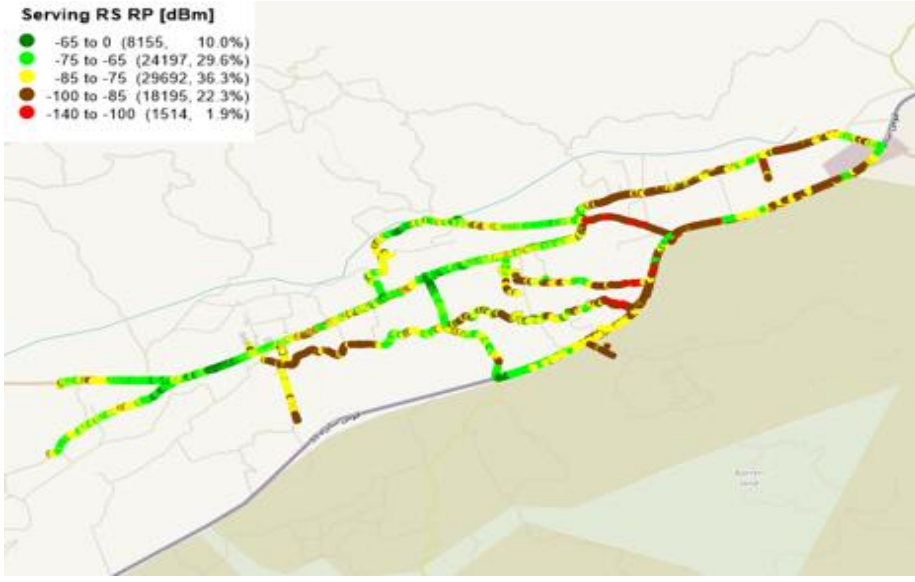 Serving RS RP [dBm]
-65 to 0 (8155, 10.0%)
-75 to -65 (24197, 29.6%)
-85 to -75 (29692, 36.3%)
-100 to -85 (18195, 22.3%)
-140 to -100 (1514, 1.9%)